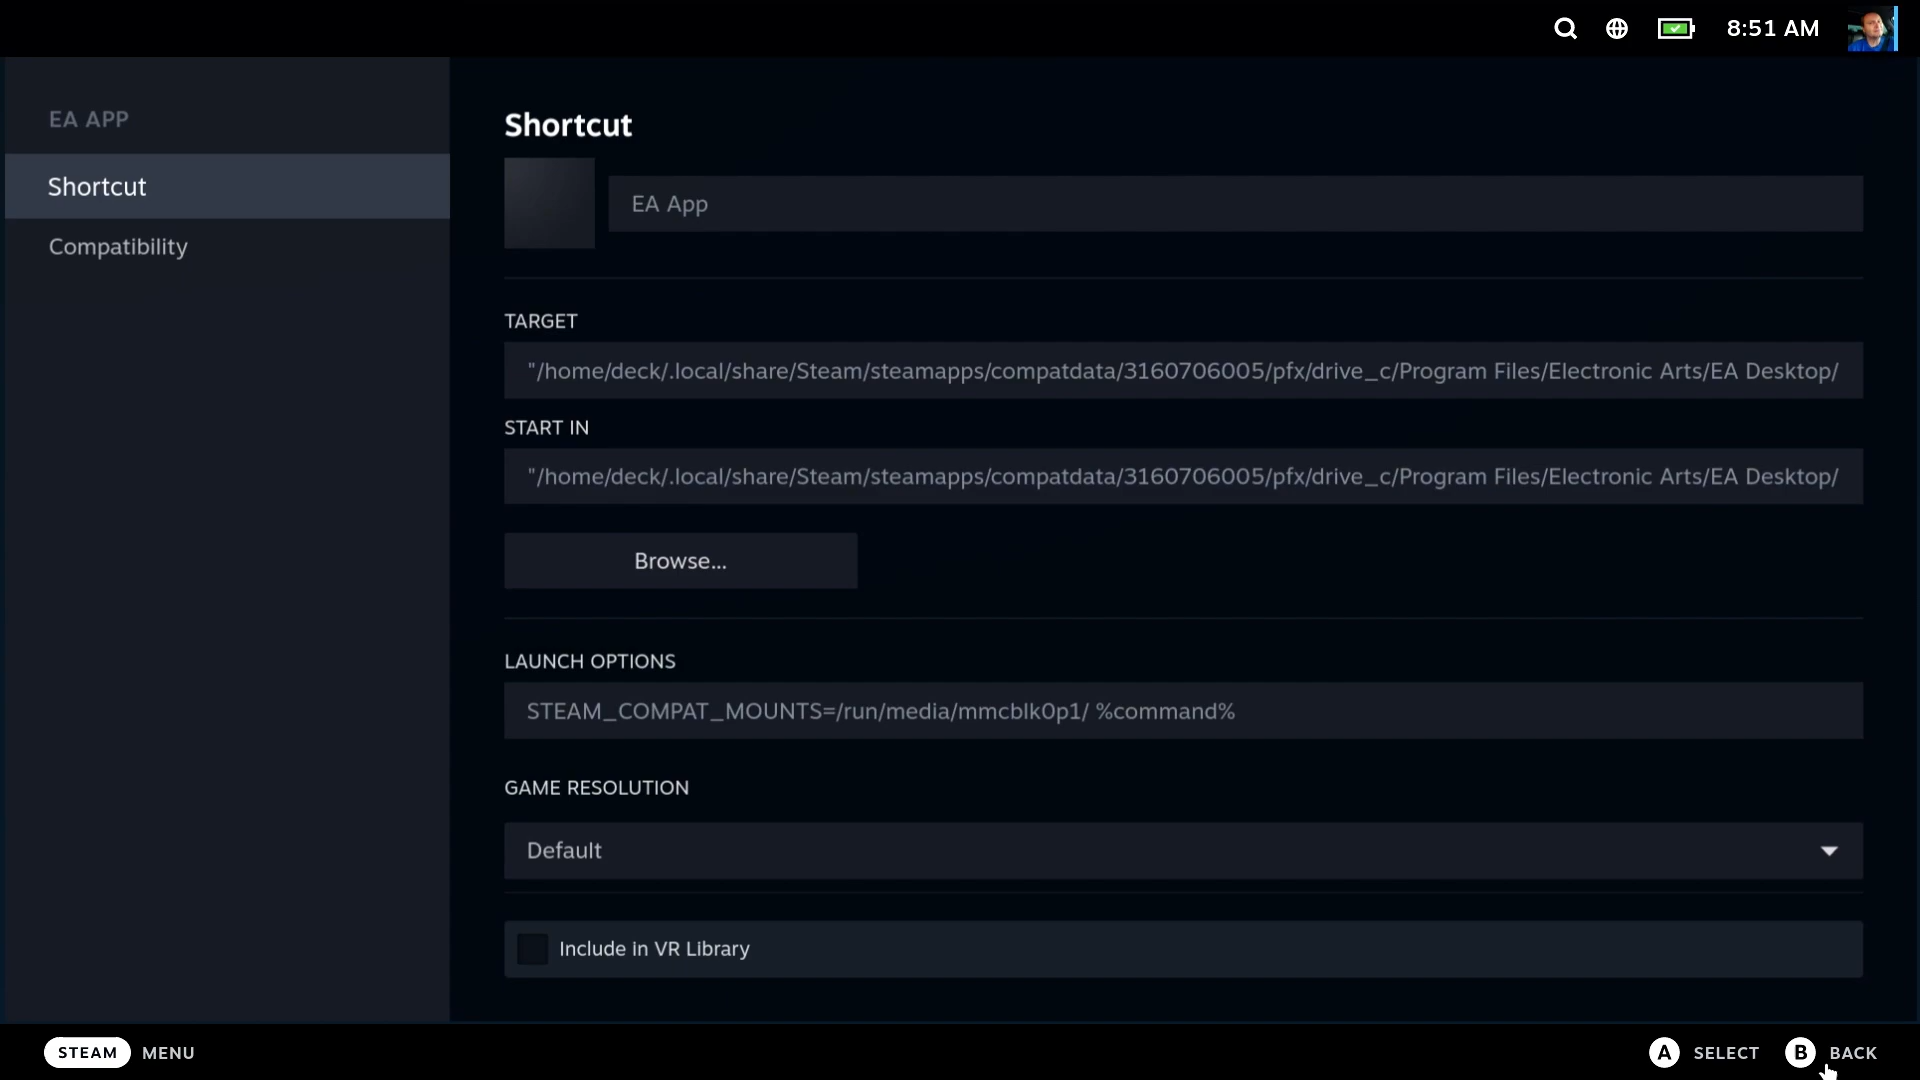 8:51 AM
EA APP
Shortcut
Compatibility
Shortcut
EA App
TARGET
"/home/deck/.local/share/Steam/steamapps/compatdata/3160706005/pfx/drive_c/Program Files/Electronic Arts/EA Desktop/
START IN
"/home/deck/.local/share/Steam/steamapps/compatdata/3160706005/pfx/drive_c/Program Files/Electronic Arts/EA Desktop/
Browse...
LAUNCH OPTIONS
STEAM_COMPAT_MOUNTS=/run/media/mmcblk0p1/ %command%
GAME RESOLUTION
Default
Include in VR Library
STEAM MENU
A SELECT B BACK